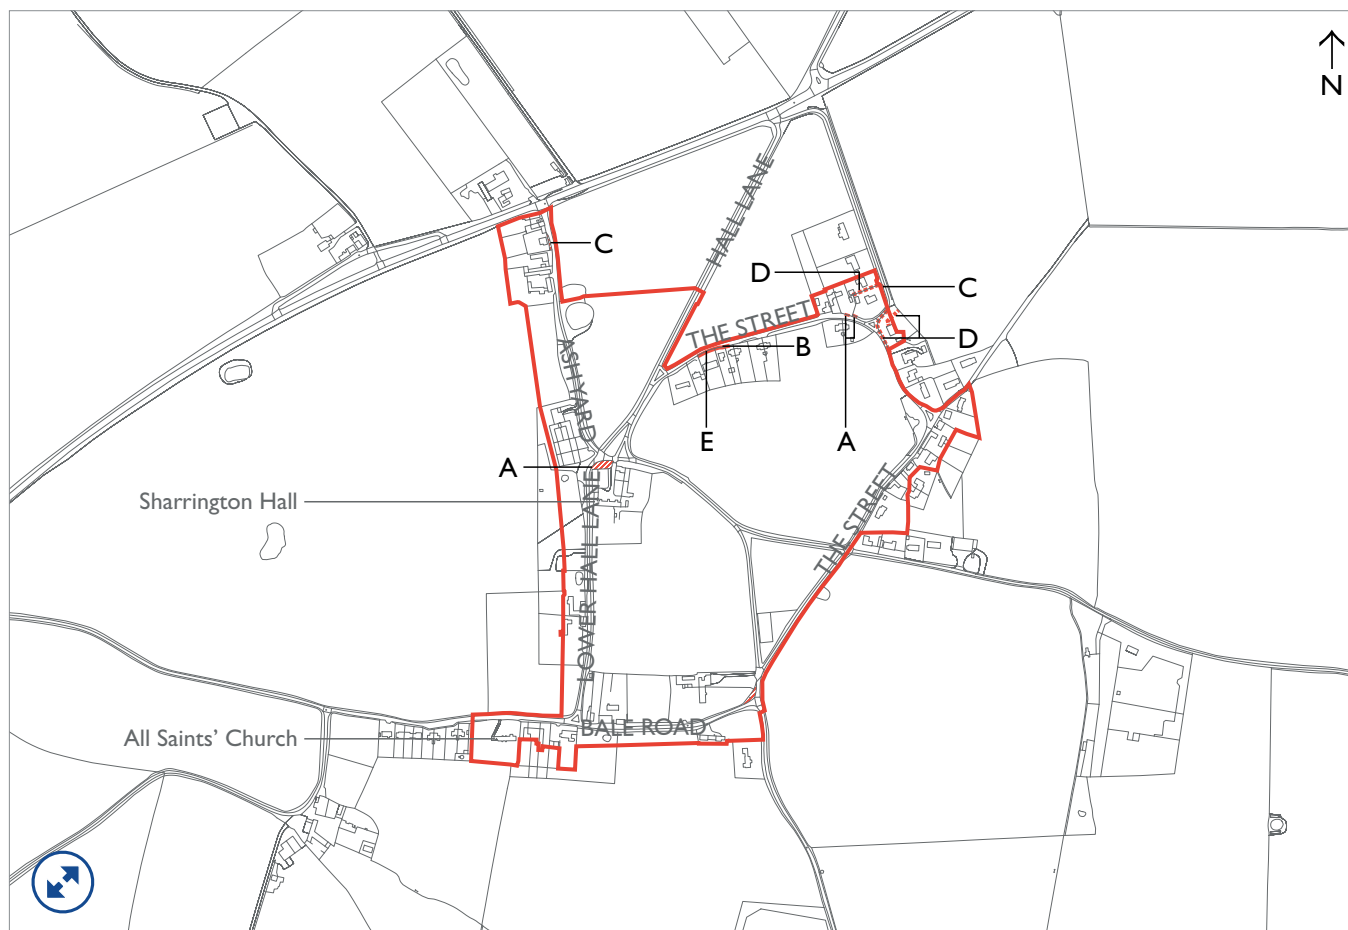 N
HALL LANE
C
D
C
THE STREET
B
D
ASHYARD
E
A
A
Sharrington Hall
LOWER HALL LANE
THE STREET
All Saints’ Church
BALE ROAD